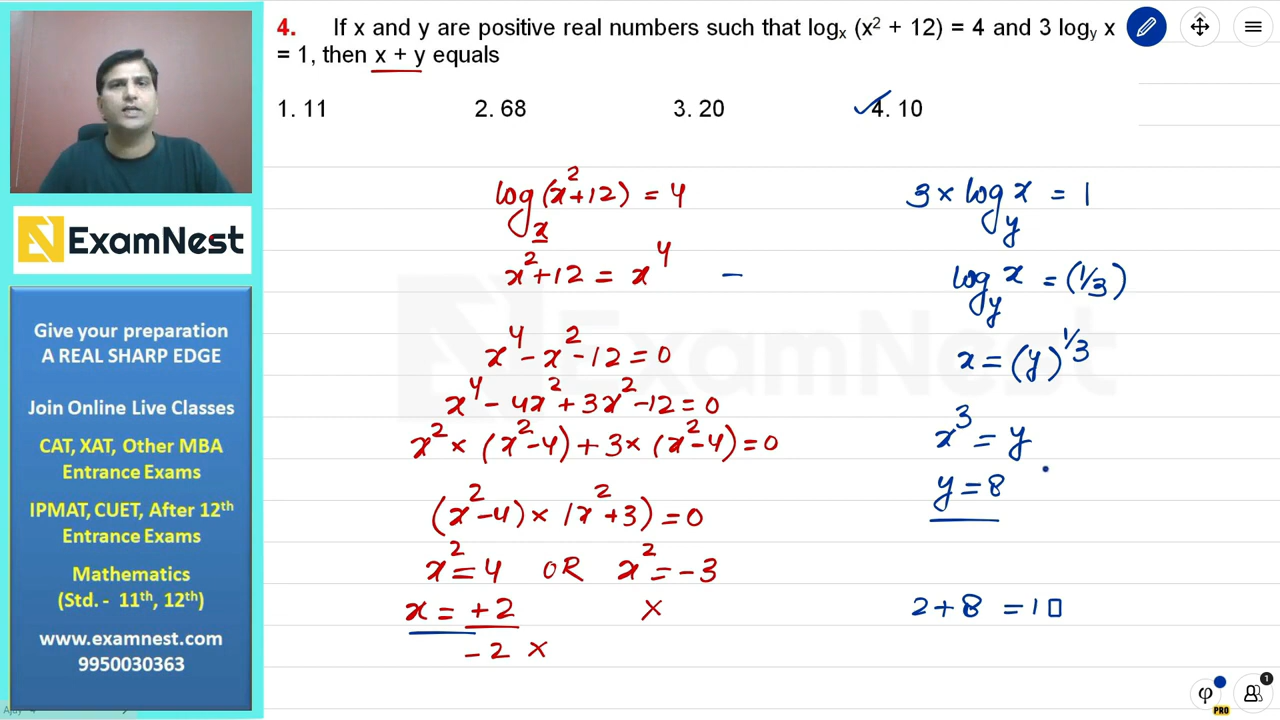 4. If x and y are positive real numbers such that logₓ (x² + 12) = 4 and 3 logᵧ x
= 1, then x + y equals
1. 11 2. 68 3. 20 4. 10
log_x (x² + 12) = 4
x² + 12 = x⁴ –
x⁴ - x² - 12 = 0
x⁴ - 4x² + 3x² - 12 = 0
x² × (x² - 4) + 3 × (x² - 4) = 0
(x² - 4) × (x² + 3) = 0
x² = 4 OR x² = -3
x = +2 ×
-2 ×
3 × log_y x = 1
log_y x = (1/3)
x = (y)^1/3
x³ = y
y = 8
2 + 8 = 10
ExamNest
ExamNest
Give your preparation
A REAL SHARP EDGE
Join Online Live Classes
CAT, XAT, Other MBA
Entrance Exams
IPMAT, CUET, After 12th
Entrance Exams
Mathematics
(Std. - 11th, 12th)
www.examnest.com
9950030363
φ PRO
1